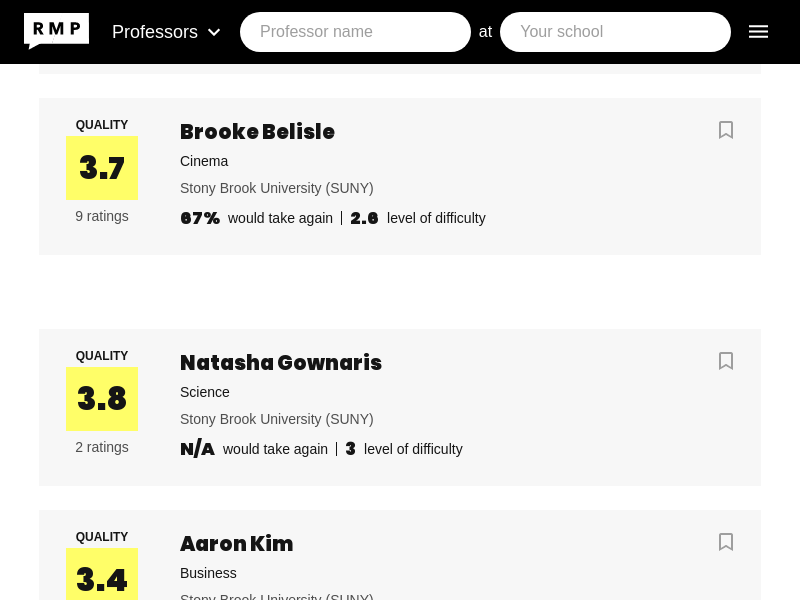 RMP Professors Professor name at Your school
QUALITY
3.7
9 ratings
Brooke Belisle
Cinema
Stony Brook University (SUNY)
67% would take again | 2.6 level of difficulty
QUALITY
3.8
2 ratings
Natasha Gownaris
Science
Stony Brook University (SUNY)
N/A would take again | 3 level of difficulty
QUALITY
3.4
Aaron Kim
Business
Stony Brook University (SUNY)